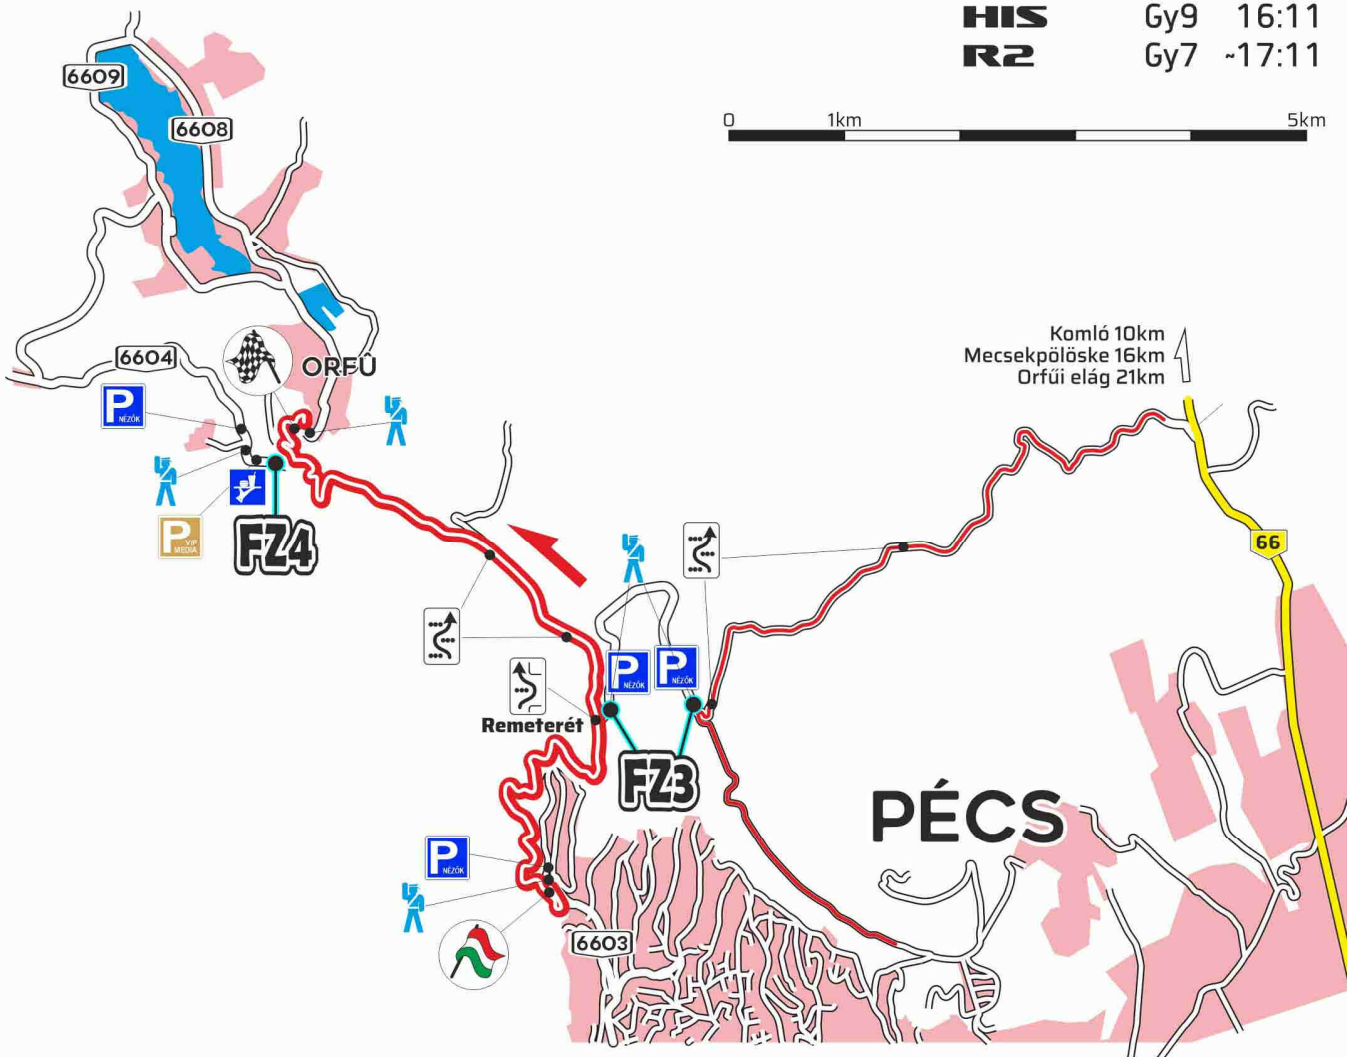 HIS Gy9 16:11
R2 Gy7 ~17:11
0 1km 5km
6609
6608
Komló 10km
Mecsekpölöske 16km
Orfűi elág 21km
6604
ORFŰ
P
NÉZŐK
P
VIP
MEDIA
FZ4
66
P
NÉZŐK
P
NÉZŐK
Remeterét
FZ3
PÉCS
P
NÉZŐK
6603